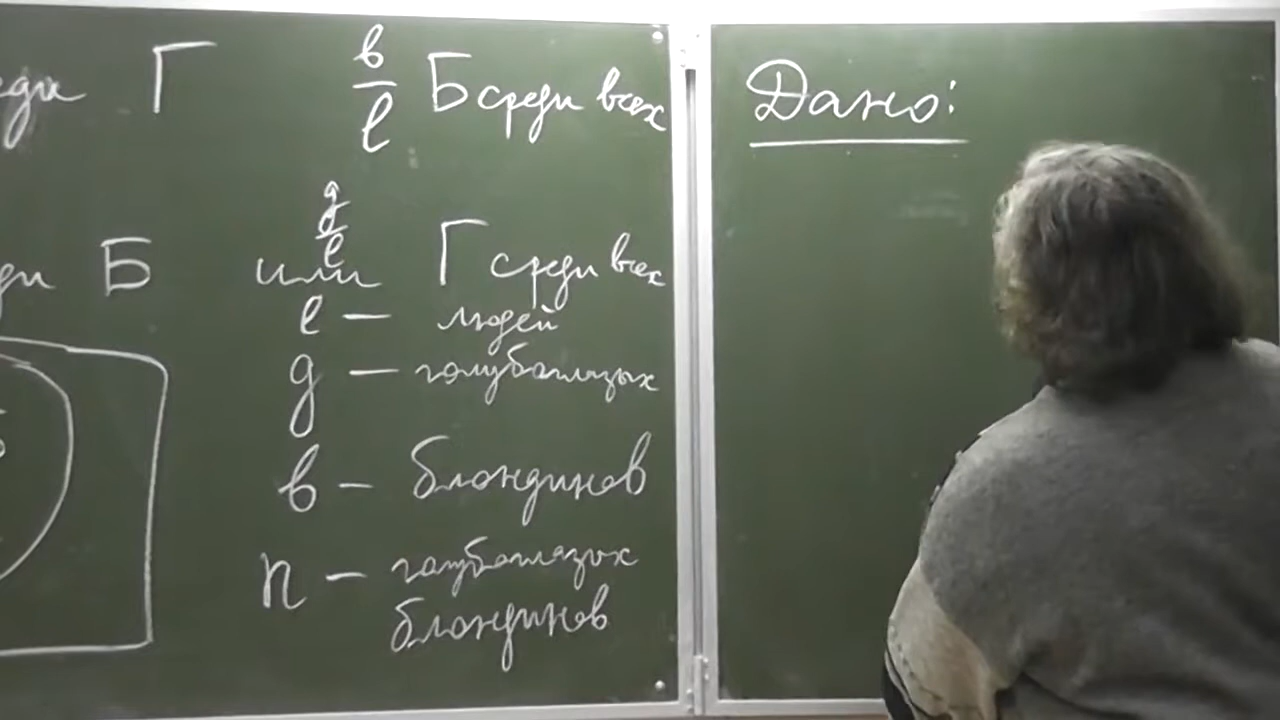 Г
в
—
l
Б среди всех
Б
или
g
—
l
Г среди всех
l — людей
g — голубоглазых
в — блондинов
n — голубоглазых
блондинов
Дано: